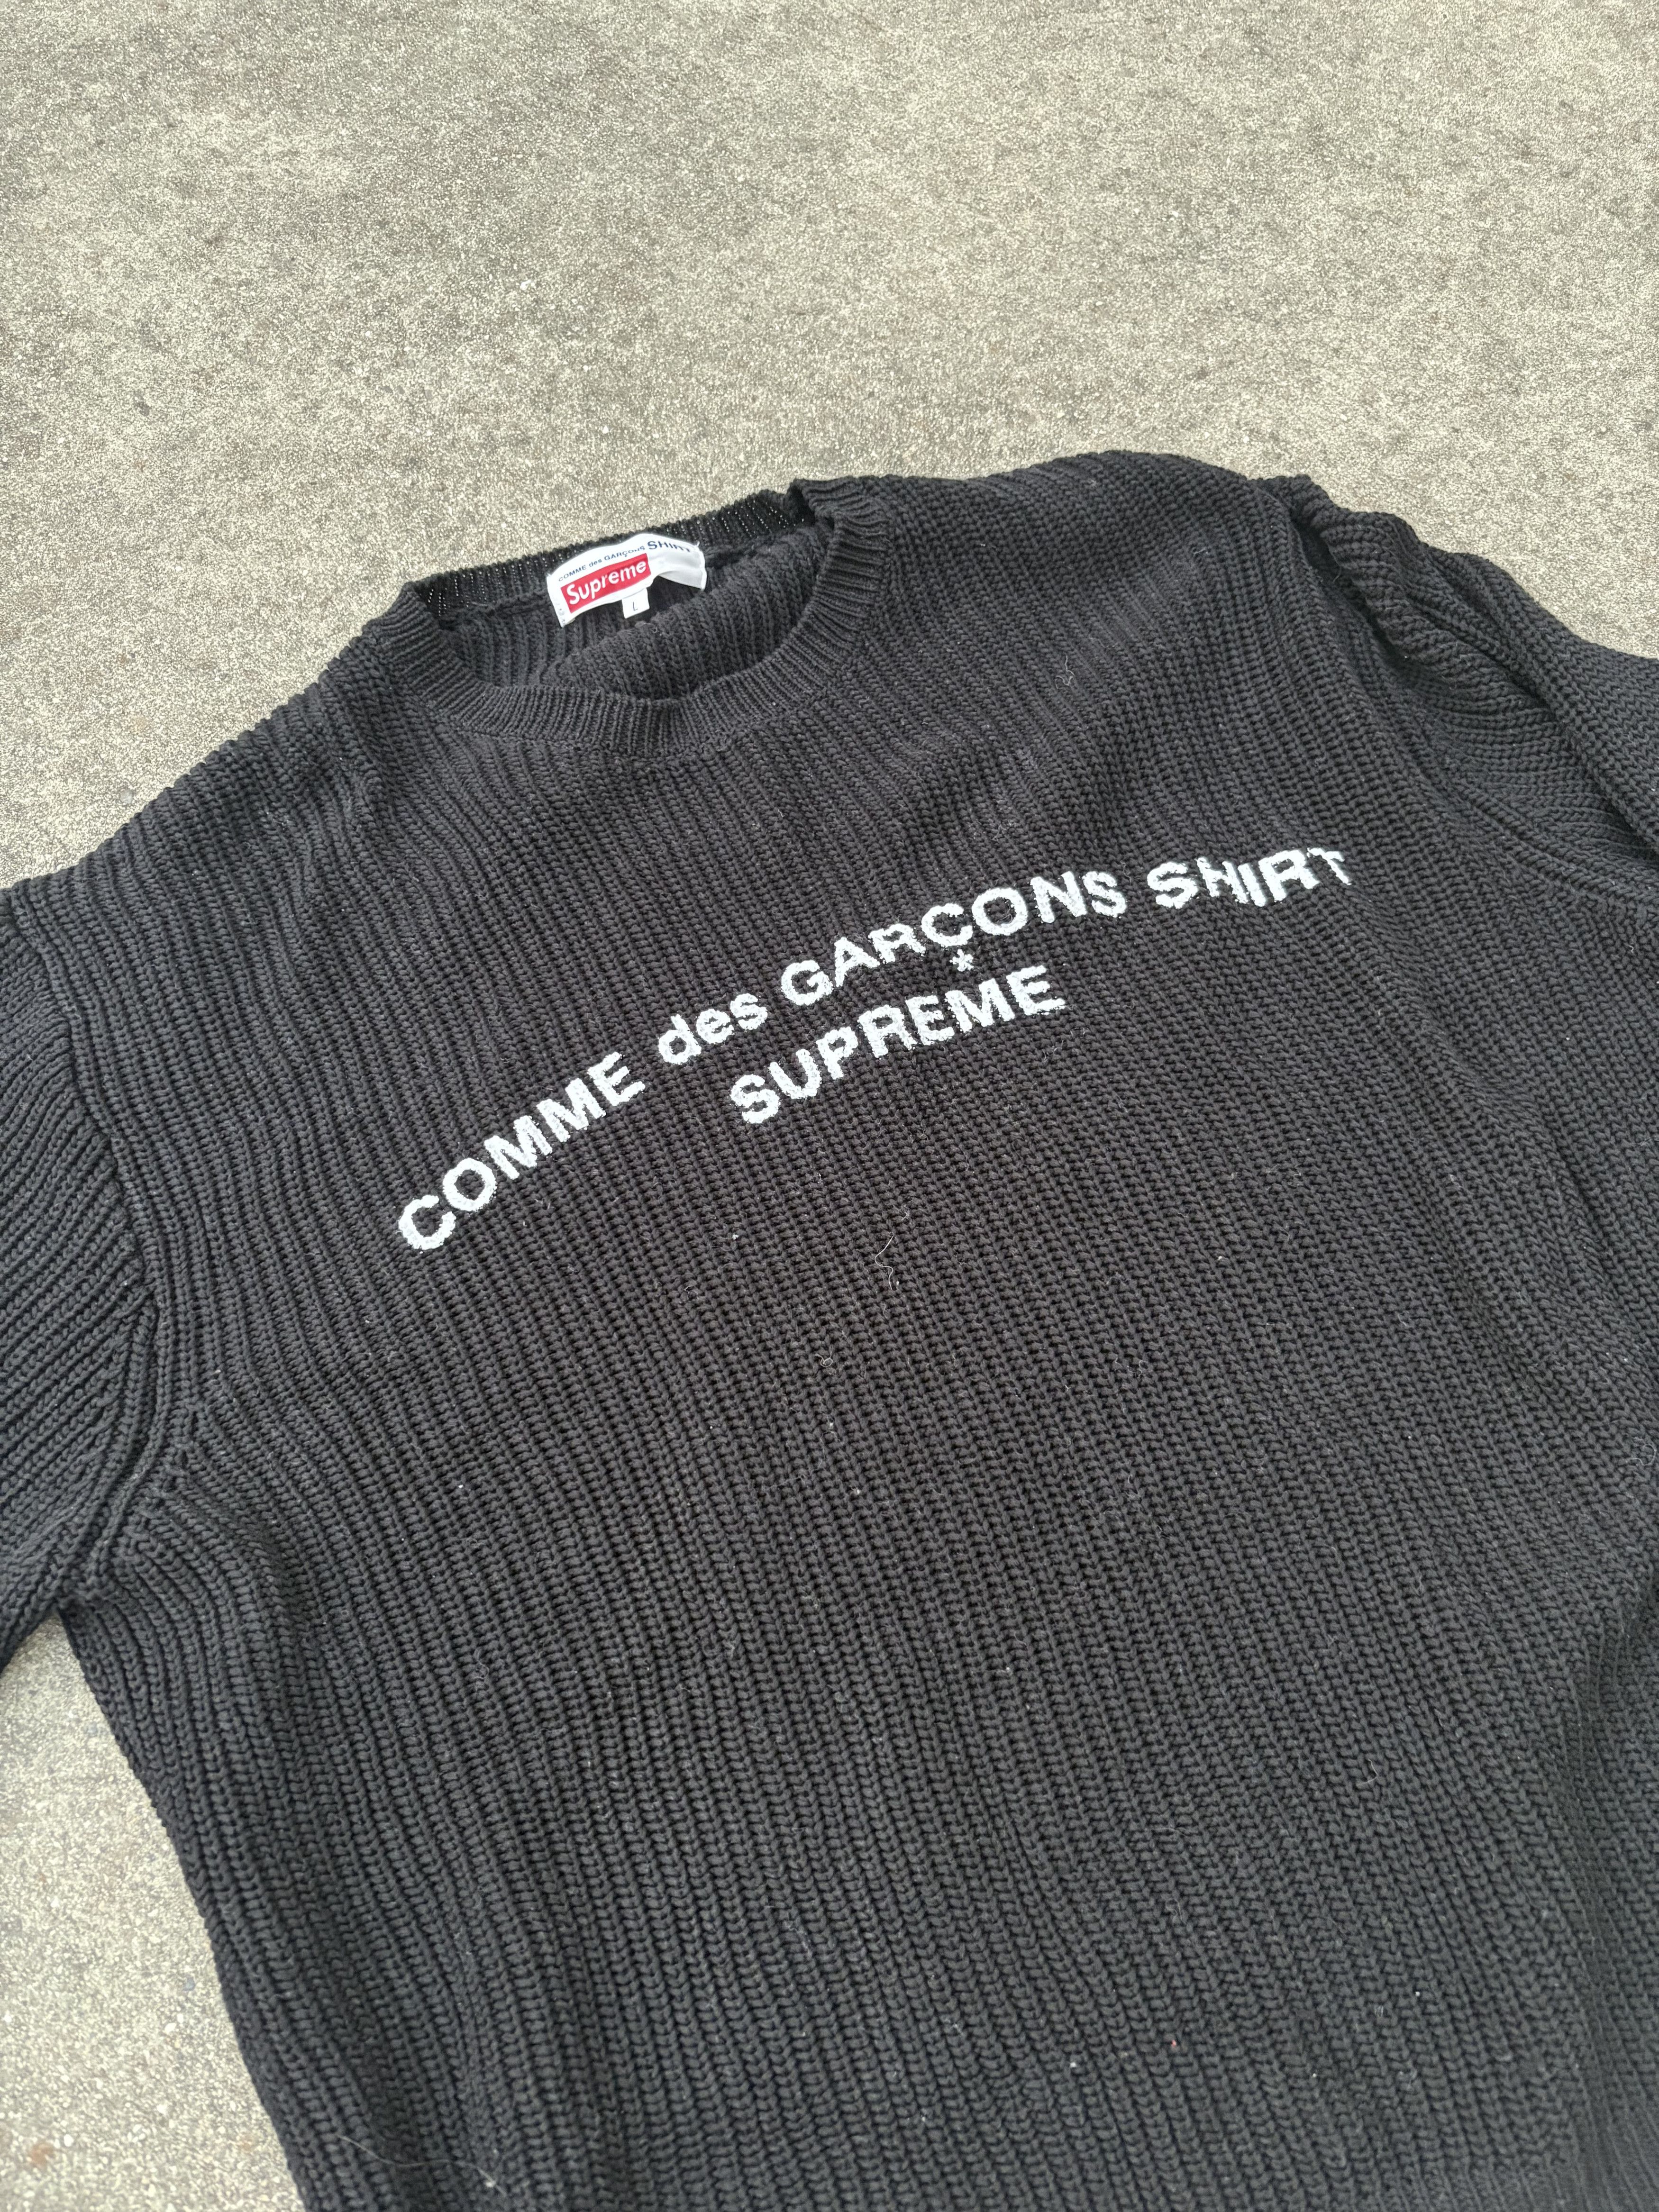 COMME des GARÇONS SHIRT
Supreme
L
COMME des GARÇONS SHIRT
*
SUPREME